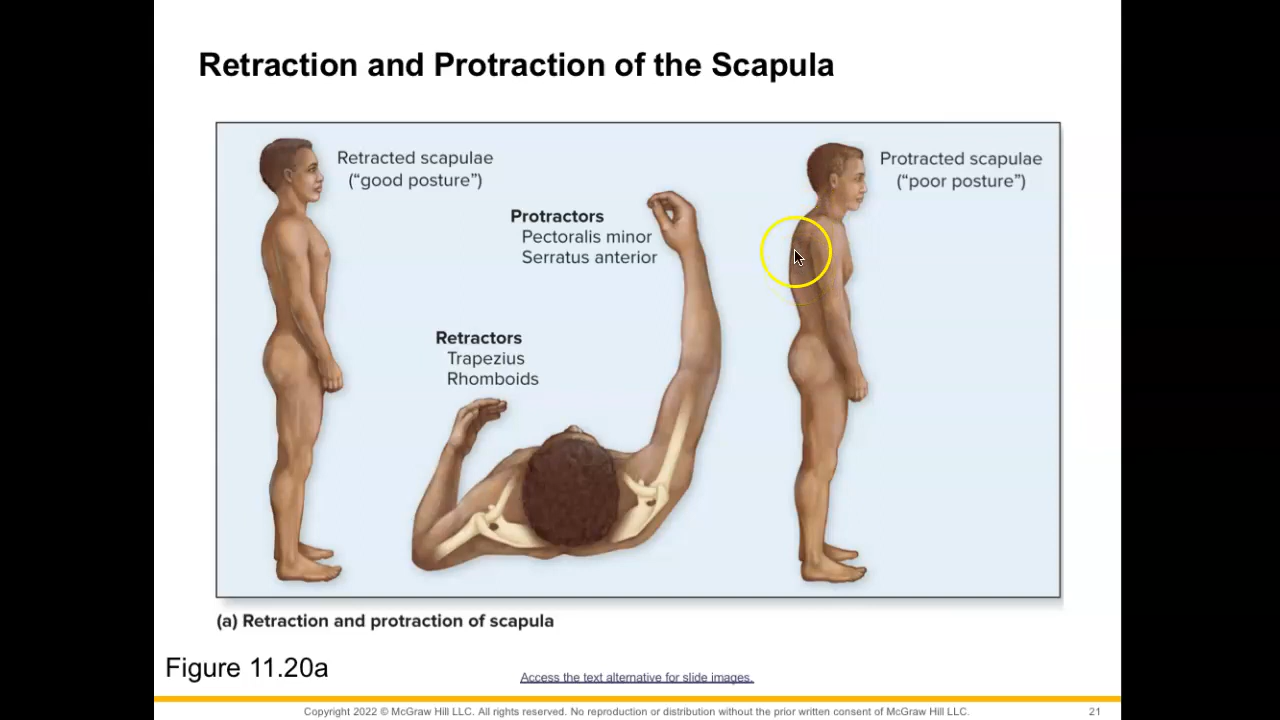 Retraction and Protraction of the Scapula
Retracted scapulae
(“good posture”)
Protractors
Pectoralis minor
Serratus anterior
Retractors
Trapezius
Rhomboids
Protracted scapulae
(“poor posture”)
(a) Retraction and protraction of scapula
Figure 11.20a
Access the text alternative for slide images.
Copyright 2022 © McGraw Hill LLC. All rights reserved. No reproduction or distribution without the prior written consent of McGraw Hill LLC.
21